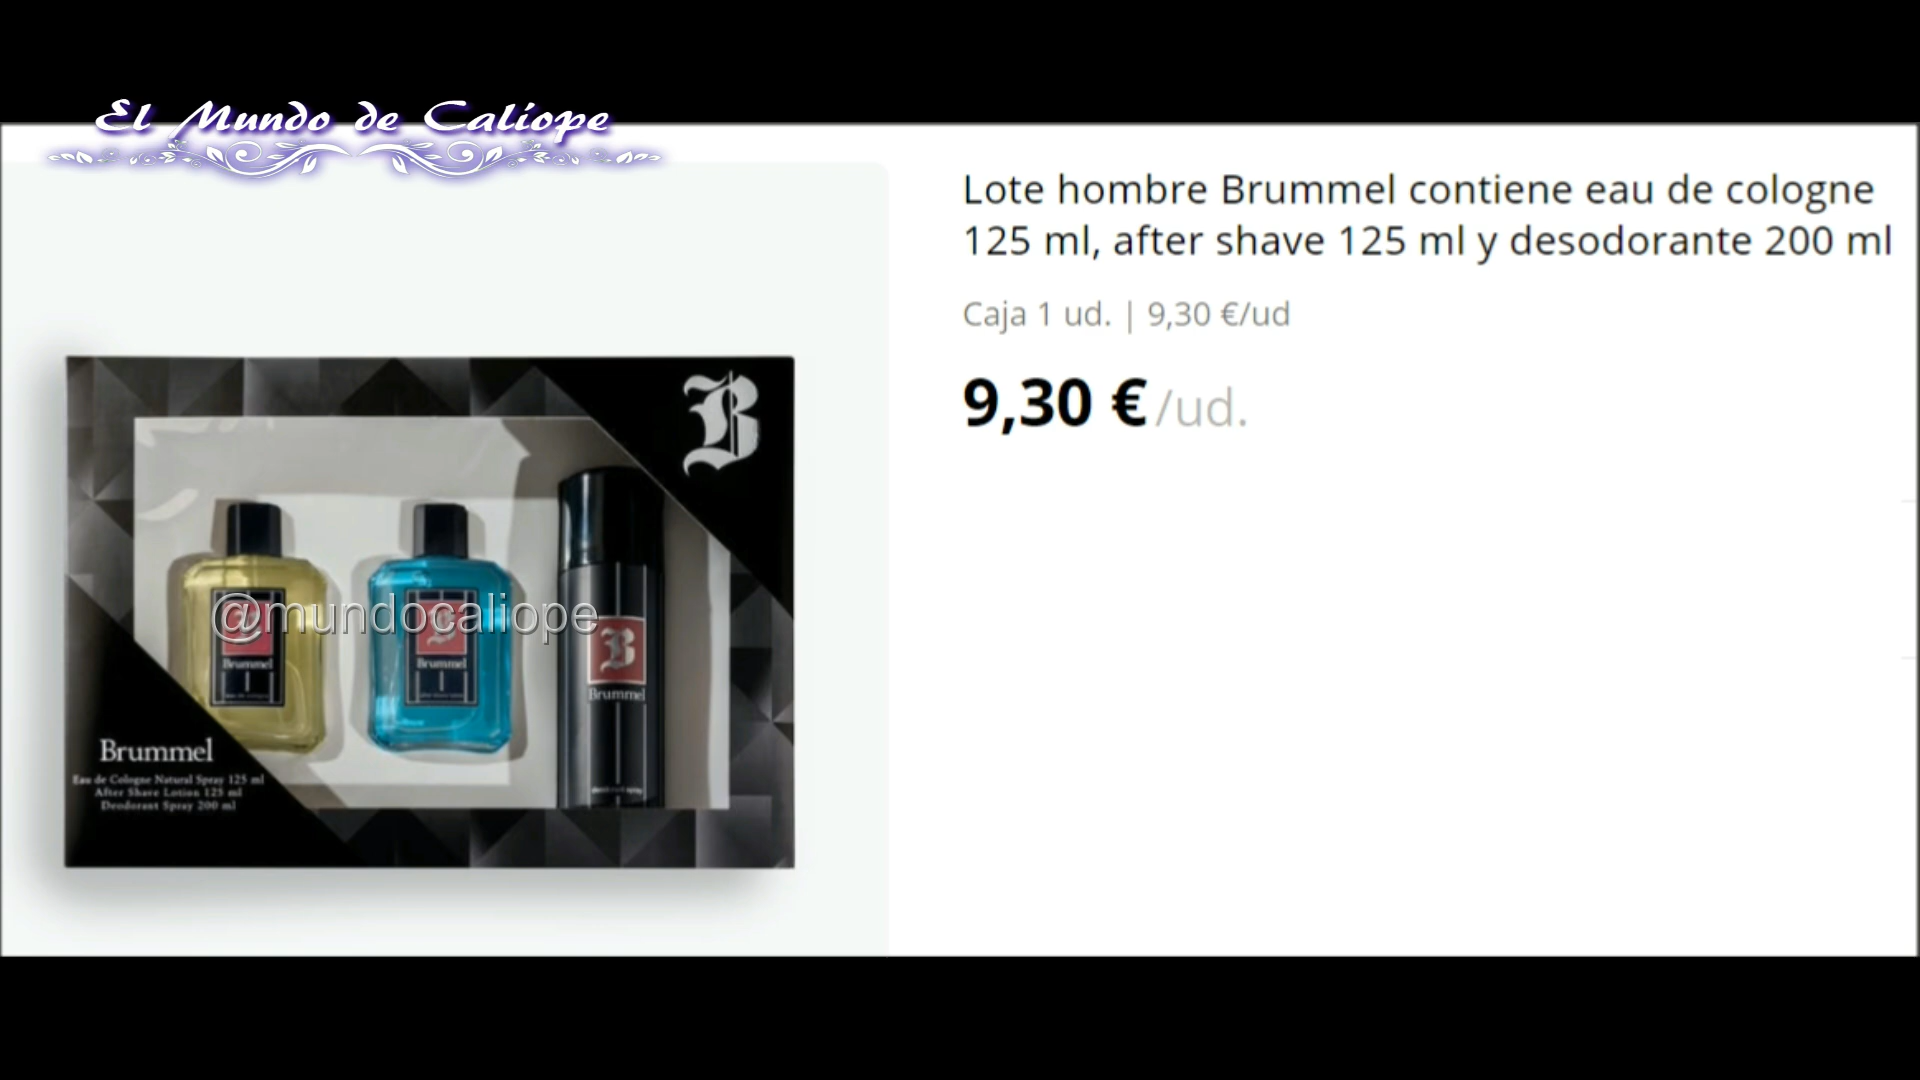 El Mundo de Calíope
Lote hombre Brummel contiene eau de cologne
125 ml, after shave 125 ml y desodorante 200 ml
Caja 1 ud. | 9,30 €/ud
9,30 €/ud.
B
@mundocaliope
B
Brummel
Brummel
Brummel
Brummel
Eau de Cologne Natural Spray 125 ml
After Shave Lotion 125 ml
Deodorant Spray 200 ml